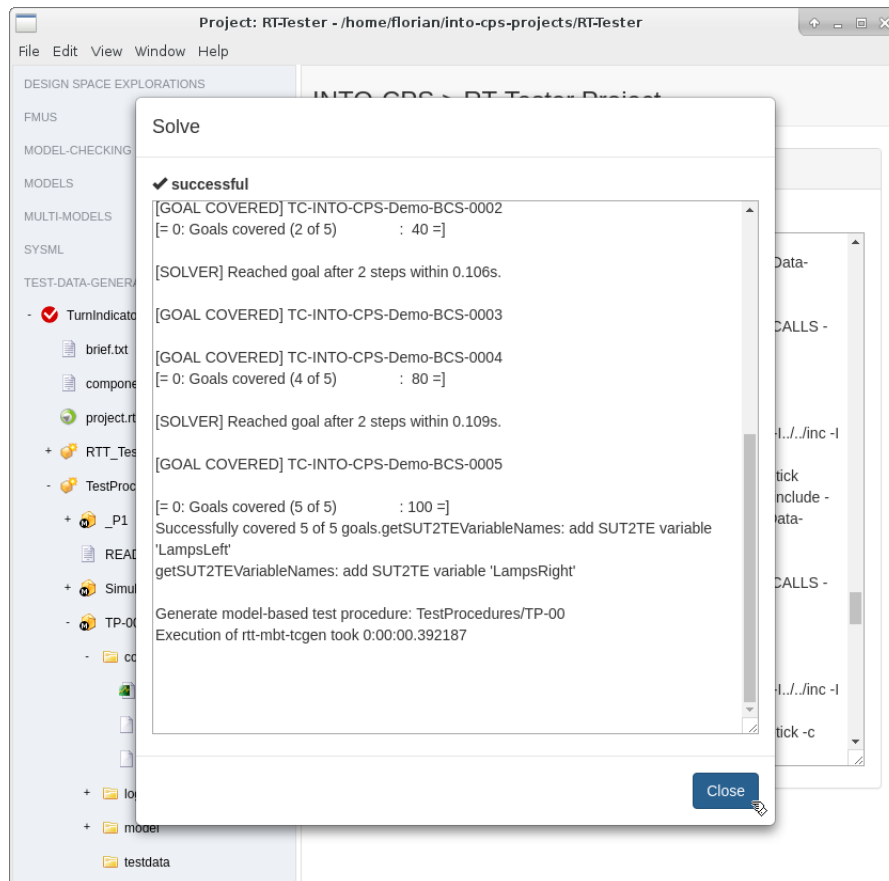 Project: RT-Tester - /home/florian/into-cps-projects/RT-Tester
File Edit View Window Help
DESIGN SPACE EXPLORATIONS
FMUS
MODEL-CHECKING
MODELS
MULTI-MODELS
SYSML
TEST-DATA-GENERA
- TurnIndicato
brief.txt
compone
project.rt
+ RTT_Tes
- TestProc
+ _P1
READ
+ Simul
- TP-00
- co
+ log
+ model
testdata
INTO-CPS > RT-Tester Project
Solve
✔ successful
[GOAL COVERED] TC-INTO-CPS-Demo-BCS-0002
[= 0: Goals covered (2 of 5) : 40 =]
[SOLVER] Reached goal after 2 steps within 0.106s.
[GOAL COVERED] TC-INTO-CPS-Demo-BCS-0003
[GOAL COVERED] TC-INTO-CPS-Demo-BCS-0004
[= 0: Goals covered (4 of 5) : 80 =]
[SOLVER] Reached goal after 2 steps within 0.109s.
[GOAL COVERED] TC-INTO-CPS-Demo-BCS-0005
[= 0: Goals covered (5 of 5) : 100 =]
Successfully covered 5 of 5 goals.getSUT2TEVariableNames: add SUT2TE variable
'LampsLeft'
getSUT2TEVariableNames: add SUT2TE variable 'LampsRight'
Generate model-based test procedure: TestProcedures/TP-00
Execution of rtt-mbt-tcgen took 0:00:00.392187
Close
Data-
CALLS -
-I../../inc -I
tick
nclude -
Data-
CALLS -
-I../../inc -I
tick -c